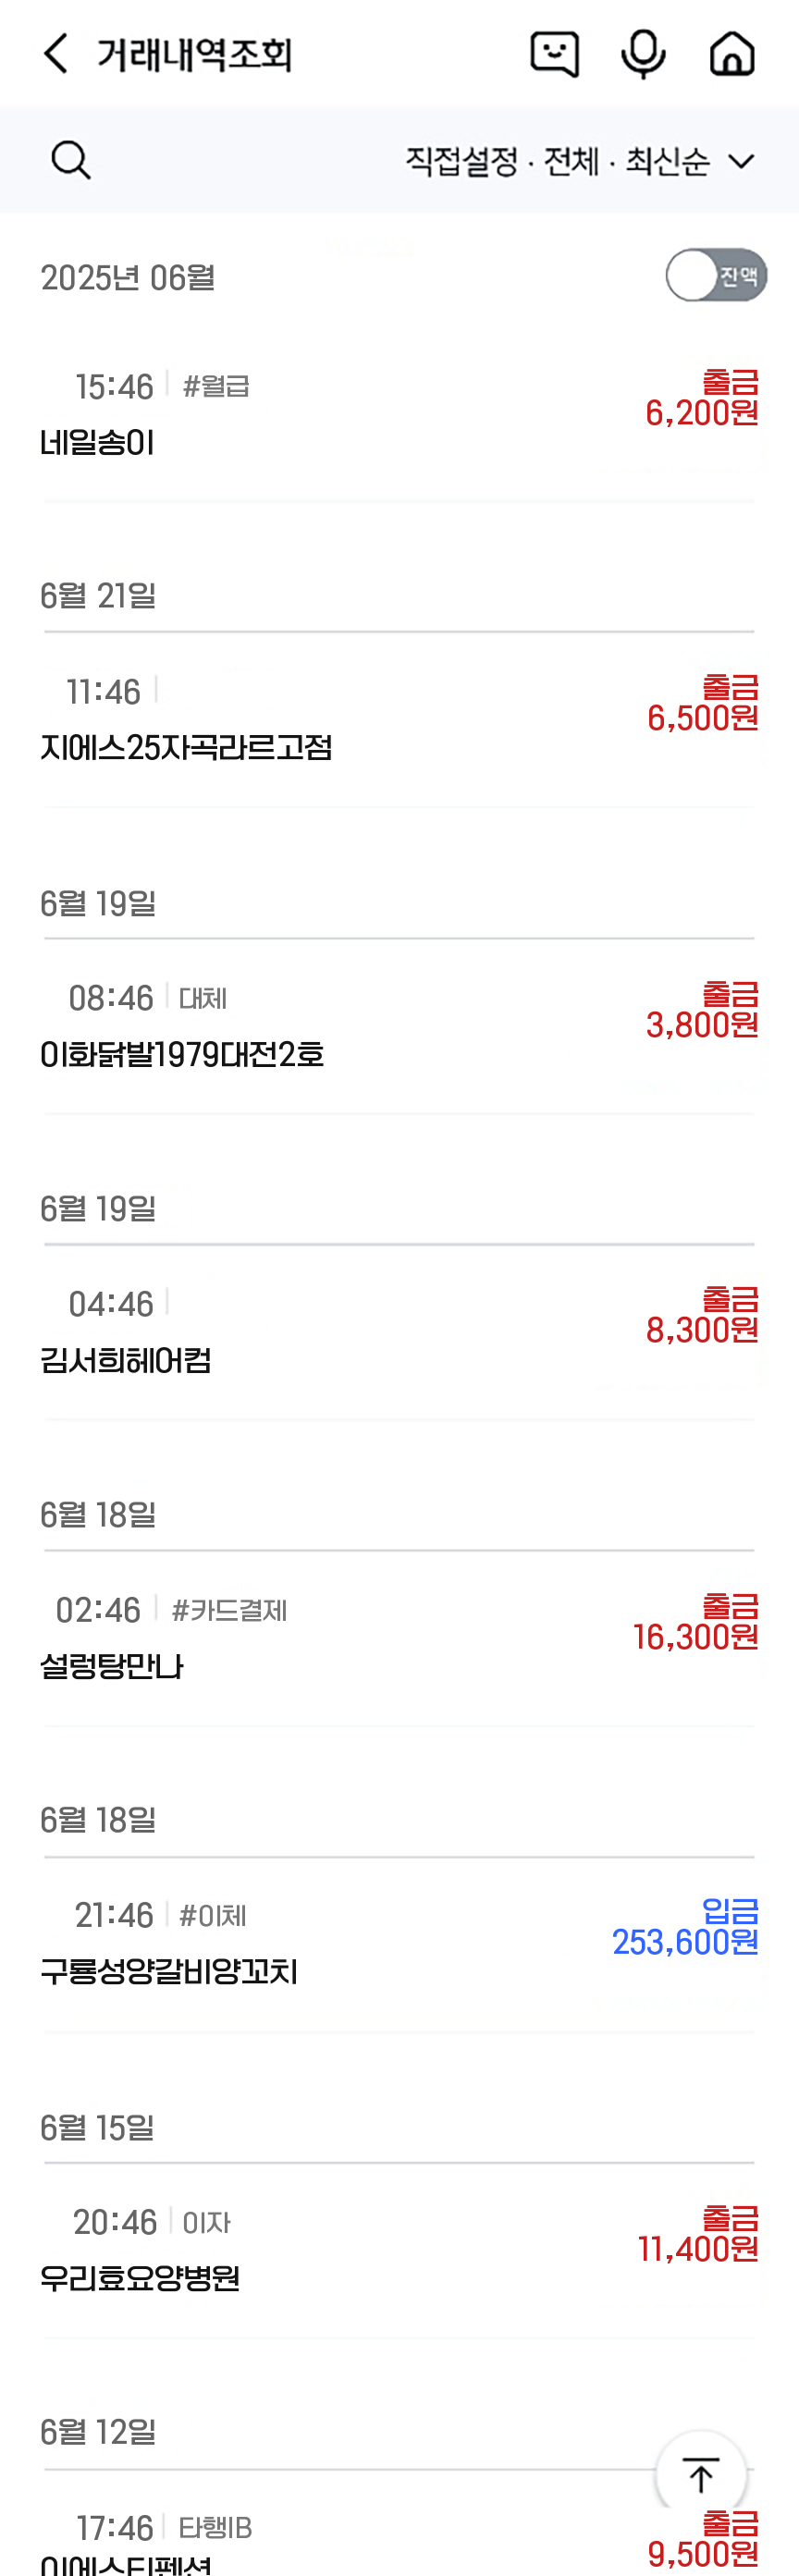 거래내역조회
직접설정 · 전체 · 최신순
2025년 06월
잔액
15:46 #월급
출금
6,200원
네일송이
6월 21일
11:46
출금
6,500원
지에스25자곡라르고점
6월 19일
08:46 대체
출금
3,800원
이화닭발1979대전2호
6월 19일
04:46
출금
8,300원
김서희헤어컴
6월 18일
02:46 #카드결제
출금
16,300원
설렁탕만나
6월 18일
21:46 #이체
입금
253,600원
구룡성양갈비양꼬치
6월 15일
20:46 이자
출금
11,400원
우리효요양병원
6월 12일
17:46 타행IB
출금
9,500원
이에스티펜션